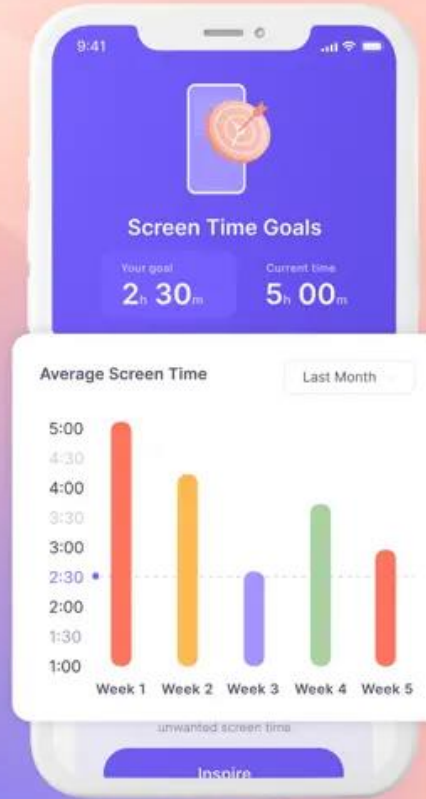 9:41
Screen Time Goals
Your goal Current time
2h 30m 5h 00m
Average Screen Time Last Month
5:00
4:30
4:00
3:30
3:00
2:30
2:00
1:30
1:00
Week 1 Week 2 Week 3 Week 4 Week 5
unwanted screen time
Inspire